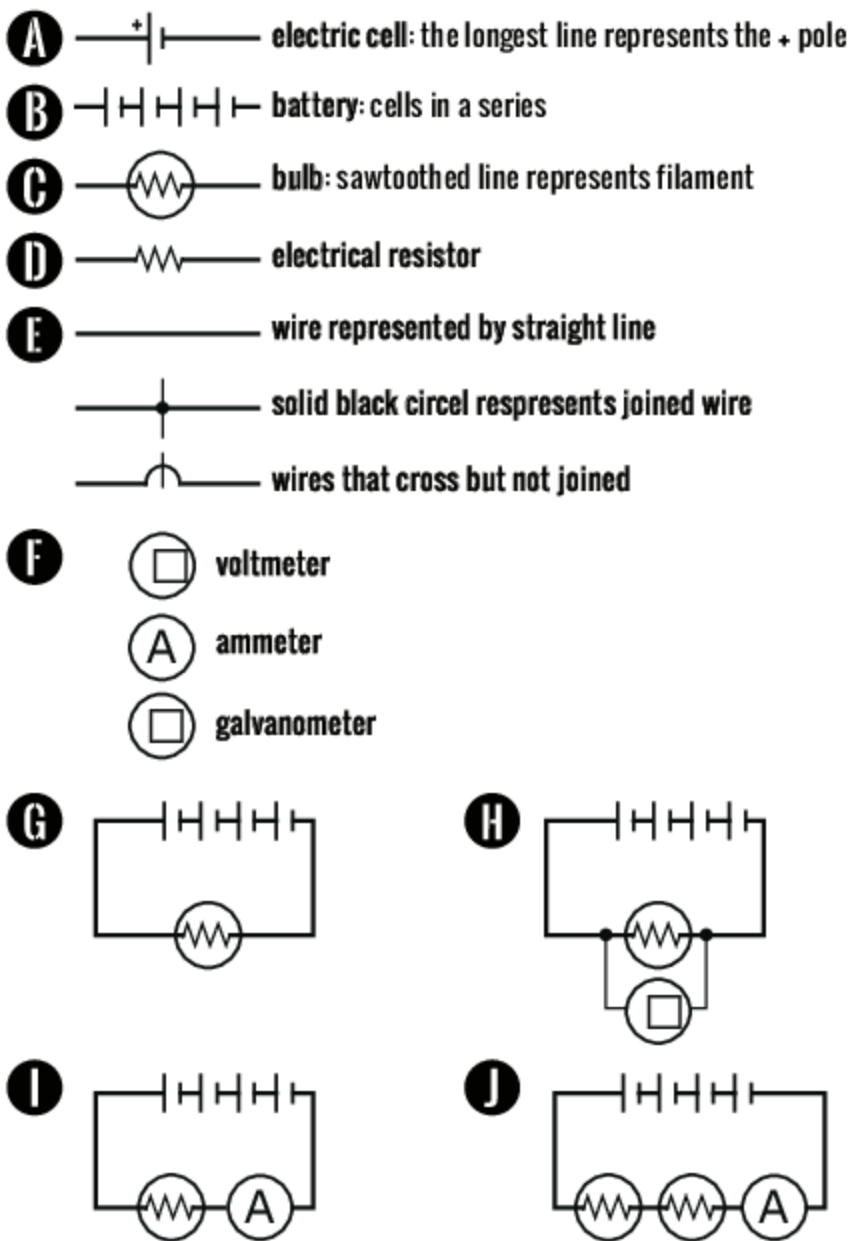 A + electric cell: the longest line represents the + pole
B battery: cells in a series
C bulb: sawtoothed line represents filament
D electrical resistor
E wire represented by straight line
solid black circel respresents joined wire
wires that cross but not joined
F voltmeter
A ammeter
galvanometer
G H
I J
A A